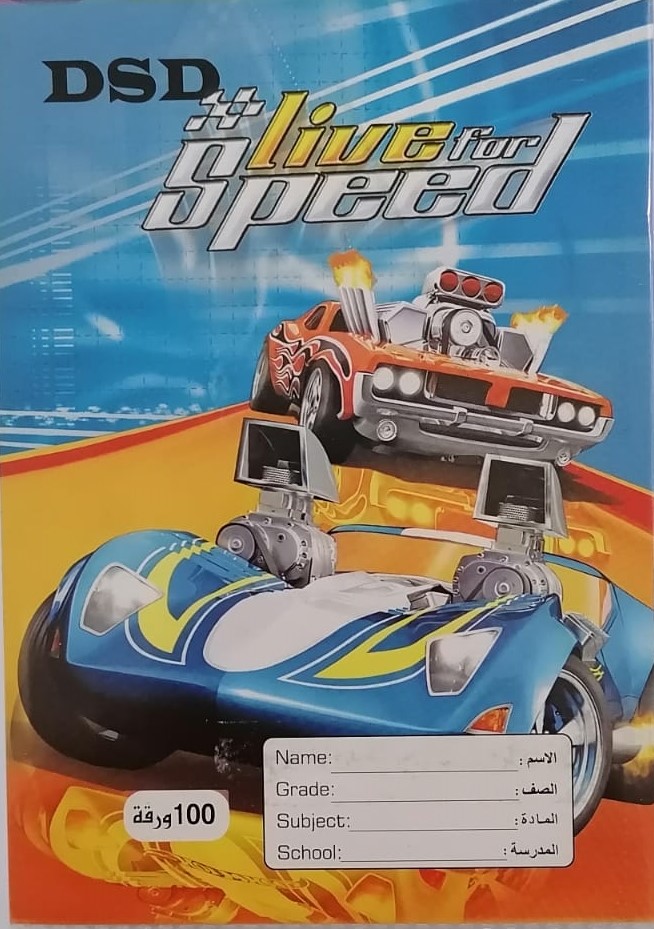 DSD
live for
Speed
Name: الاسم:
Grade: الصف:
Subject: المادة:
School: المدرسة:
100 ورقة